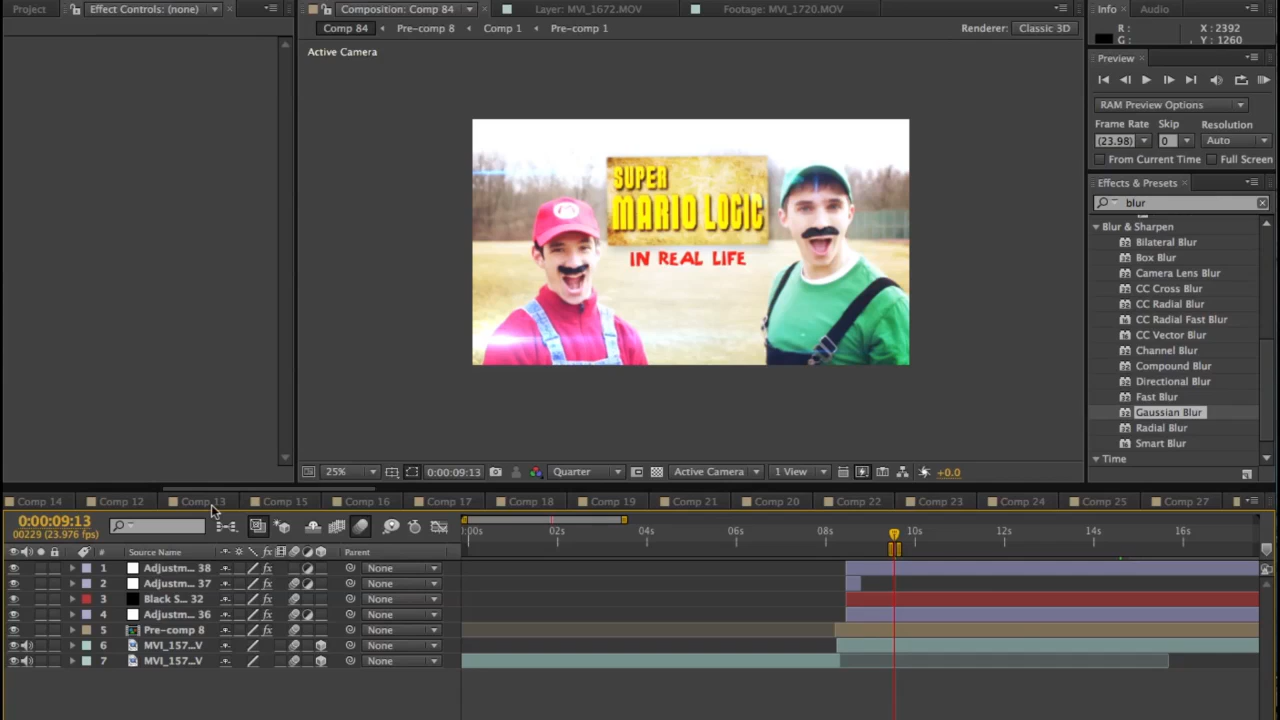 Project
Effect Controls: (none)
Composition: Comp 84
Layer: MVI_1672.MOV
Footage: MVI_1720.MOV
Info
Audio
Comp 84
Pre-comp 8
Comp 1
Pre-comp 1
Renderer:
Classic 3D
R :
G :
X : 2392
Y : 1260
Active Camera
Preview
RAM Preview Options
Frame Rate
Skip
Resolution
(23.98)
0
Auto
From Current Time
Full Screen
Effects & Presets
blur
Blur & Sharpen
Bilateral Blur
Box Blur
Camera Lens Blur
CC Cross Blur
CC Radial Blur
CC Radial Fast Blur
CC Vector Blur
Channel Blur
Compound Blur
Directional Blur
Fast Blur
Gaussian Blur
Radial Blur
Smart Blur
Time
SUPER
MARIO LOGIC
IN REAL LIFE
M
25%
0:00:09:13
Quarter
Active Camera
1 View
+0.0
Comp 14
Comp 12
Comp 13
Comp 15
Comp 16
Comp 17
Comp 18
Comp 19
Comp 21
Comp 20
Comp 22
Comp 23
Comp 24
Comp 25
Comp 27
0:00:09:13
00229 (23.976 fps)
:00s
02s
04s
06s
08s
10s
12s
14s
16s
#
Source Name
fx
Parent
1
Adjustm... 38
fx
None
2
Adjustm... 37
fx
None
3
Black S... 32
fx
None
4
Adjustm... 36
fx
None
5
Pre-comp 8
fx
None
6
MVI_157...V
None
7
MVI_157...V
None